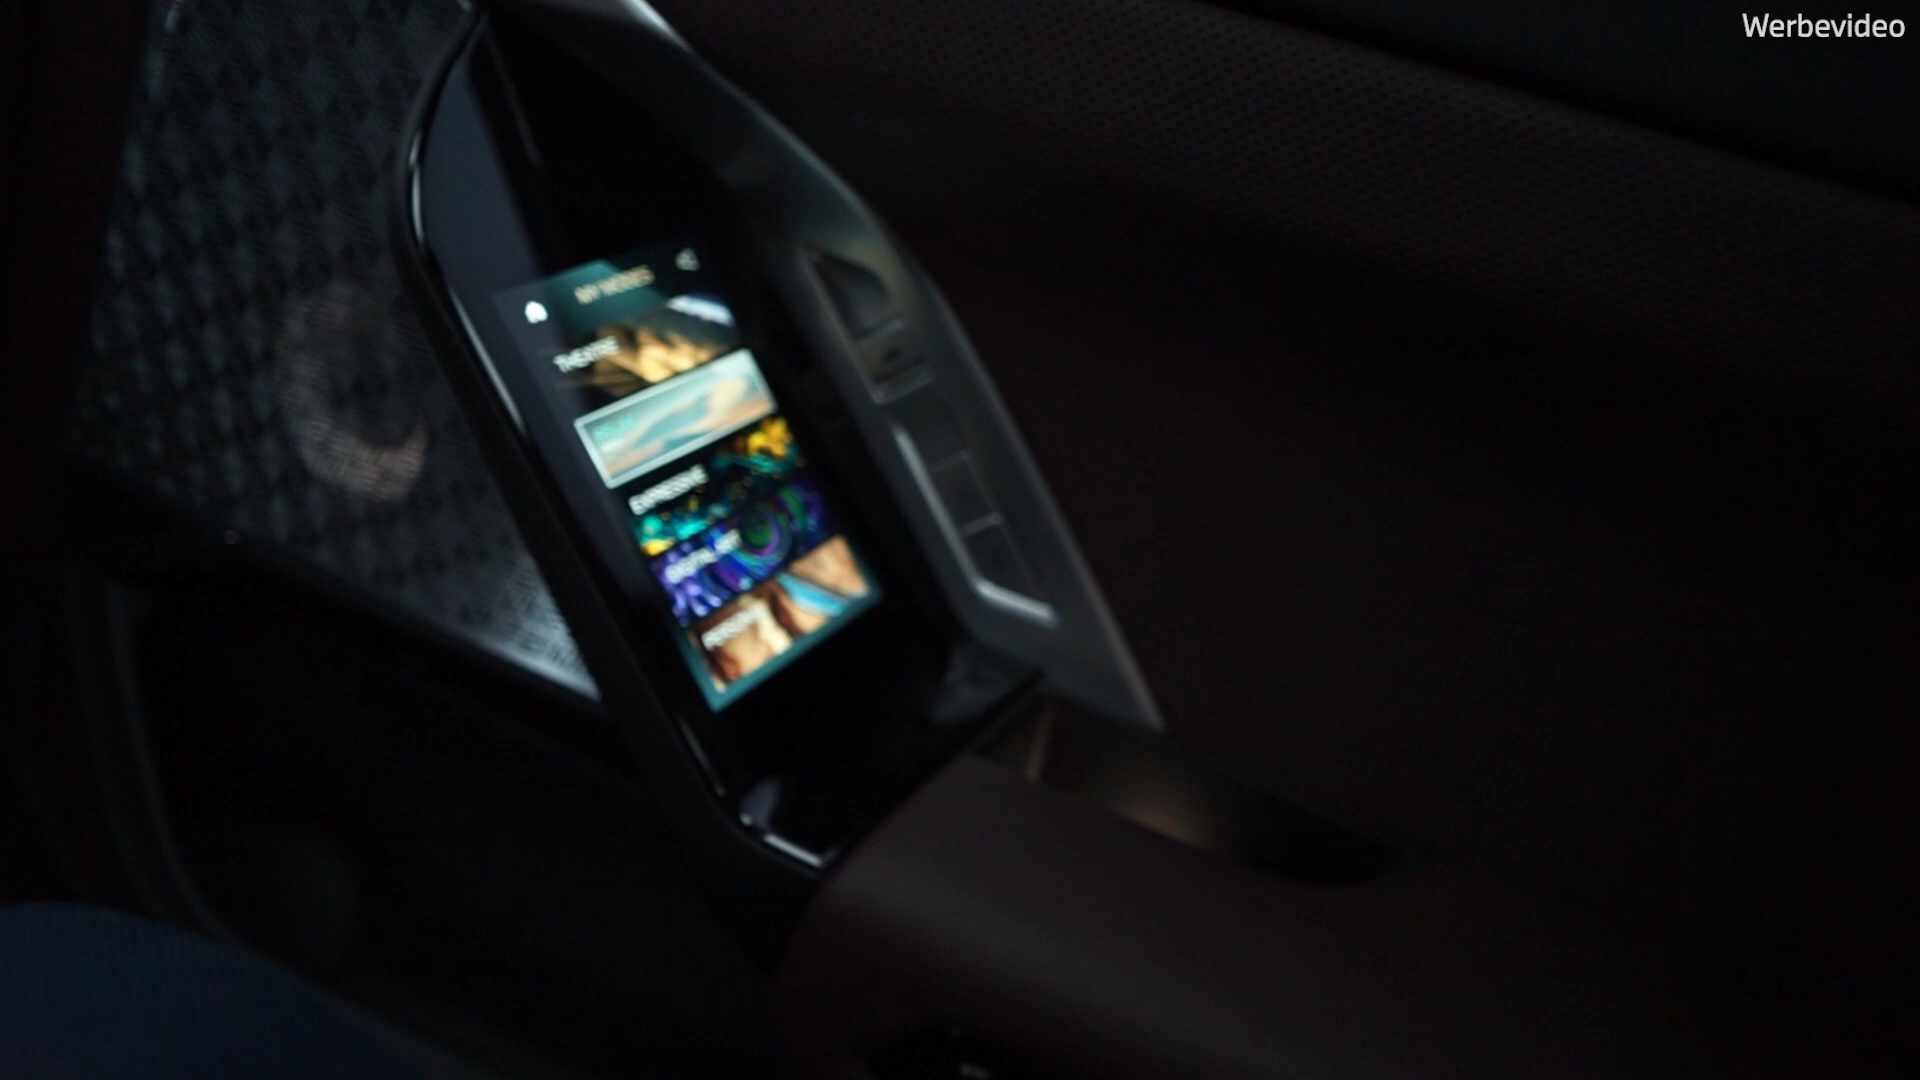 Werbevideo
MY MODES
THEATRE
EXPRESSIVE
DIGITAL ART